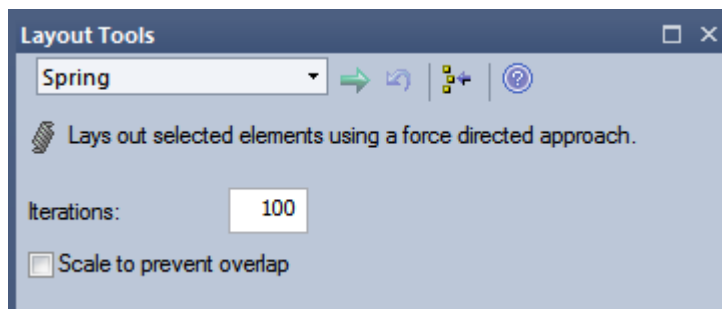 Layout Tools
Spring
Lays out selected elements using a force directed approach.
Iterations: 100
Scale to prevent overlap